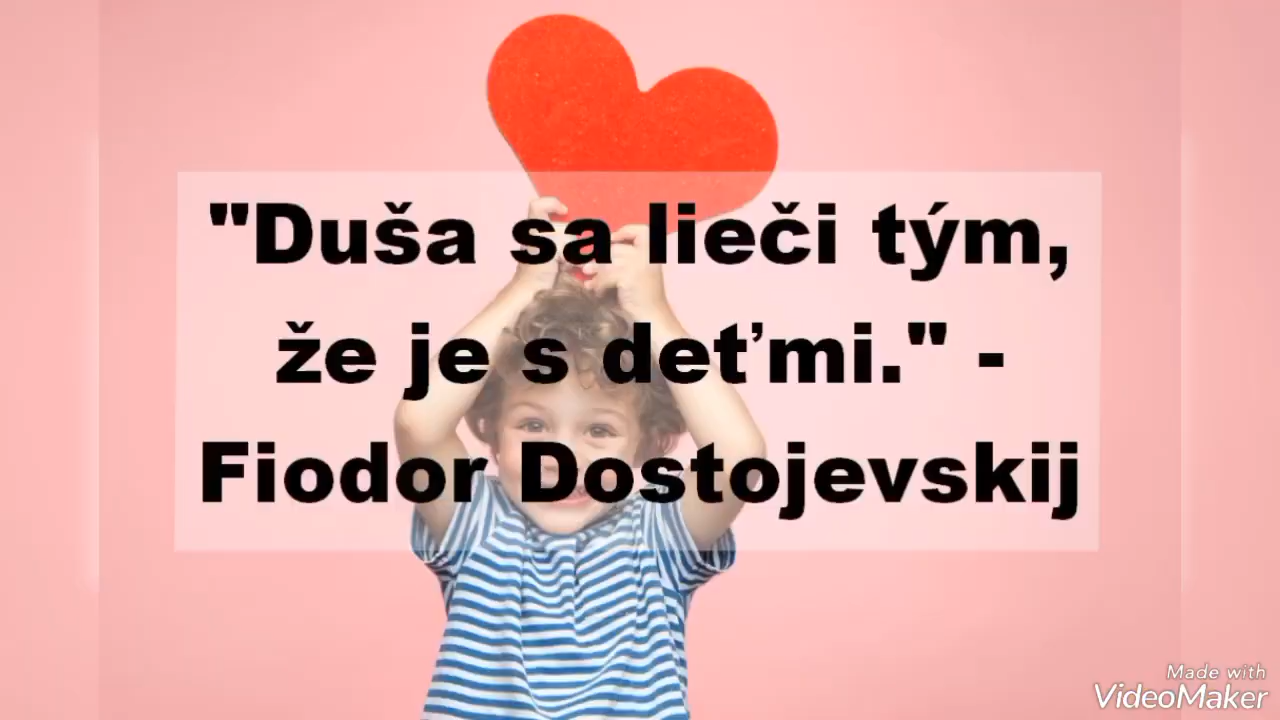 "Duša sa lieči tým,
že je s deťmi." -
Fiodor Dostojevskij
Made with
VideoMaker